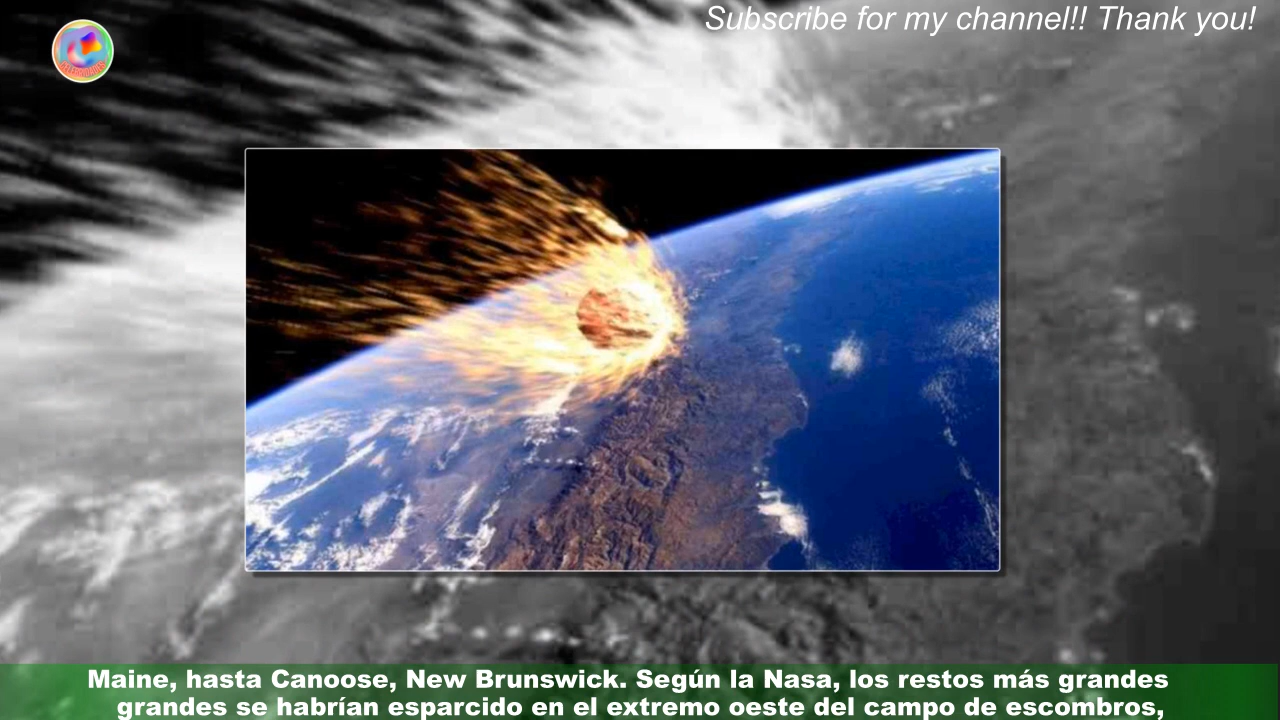 Subscribe for my channel!! Thank you!
Maine, hasta Canoose, New Brunswick. Según la Nasa, los restos más grandes
grandes se habrían esparcido en el extremo oeste del campo de escombros,